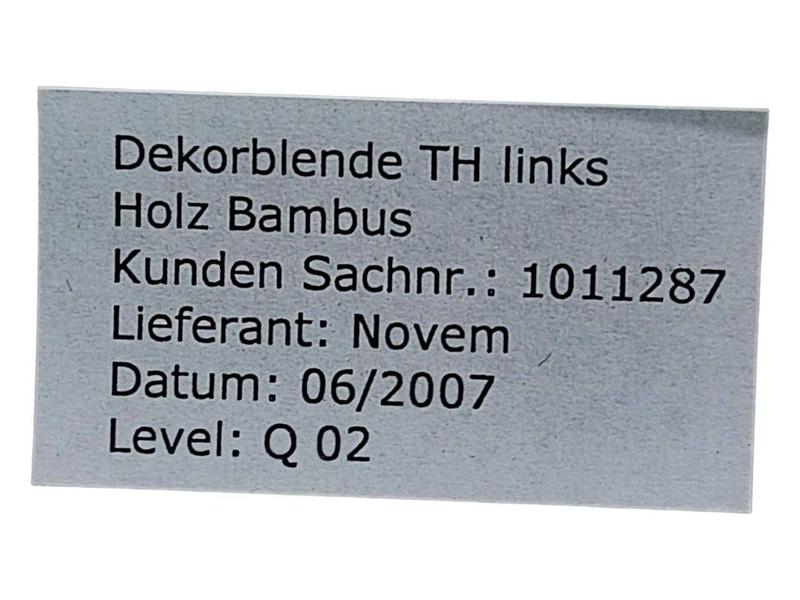 Dekorblende TH links
Holz Bambus
Kunden Sachnr.: 1011287
Lieferant: Novem
Datum: 06/2007
Level: Q 02